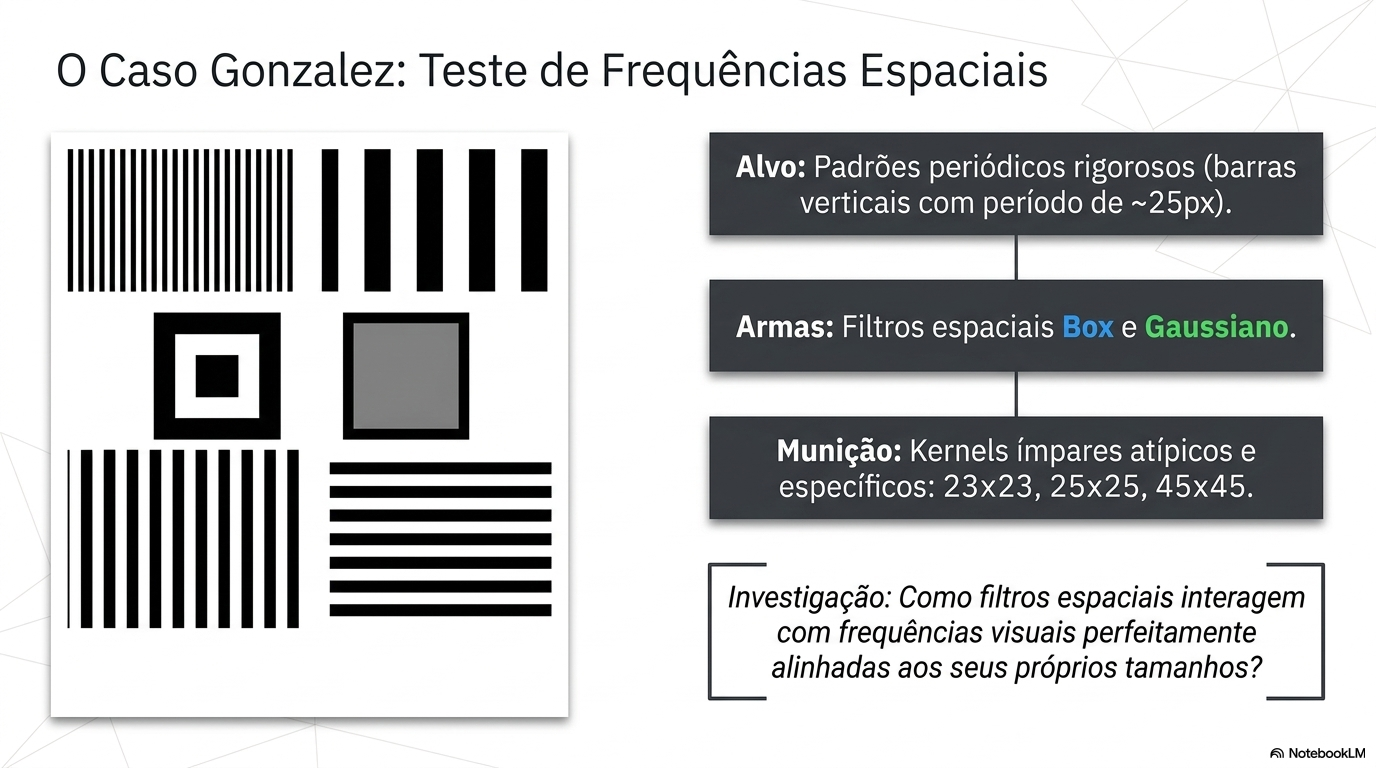 O Caso Gonzalez: Teste de Frequências Espaciais
Alvo: Padrões periódicos rigorosos (barras
verticais com período de ~25px).
Armas: Filtros espaciais Box e Gaussiano.
Munição: Kernels ímpares atípicos e
específicos: 23x23, 25x25, 45x45.
Investigação: Como filtros espaciais interagem
com frequências visuais perfeitamente
alinhadas aos seus próprios tamanhos?
NotebookLM